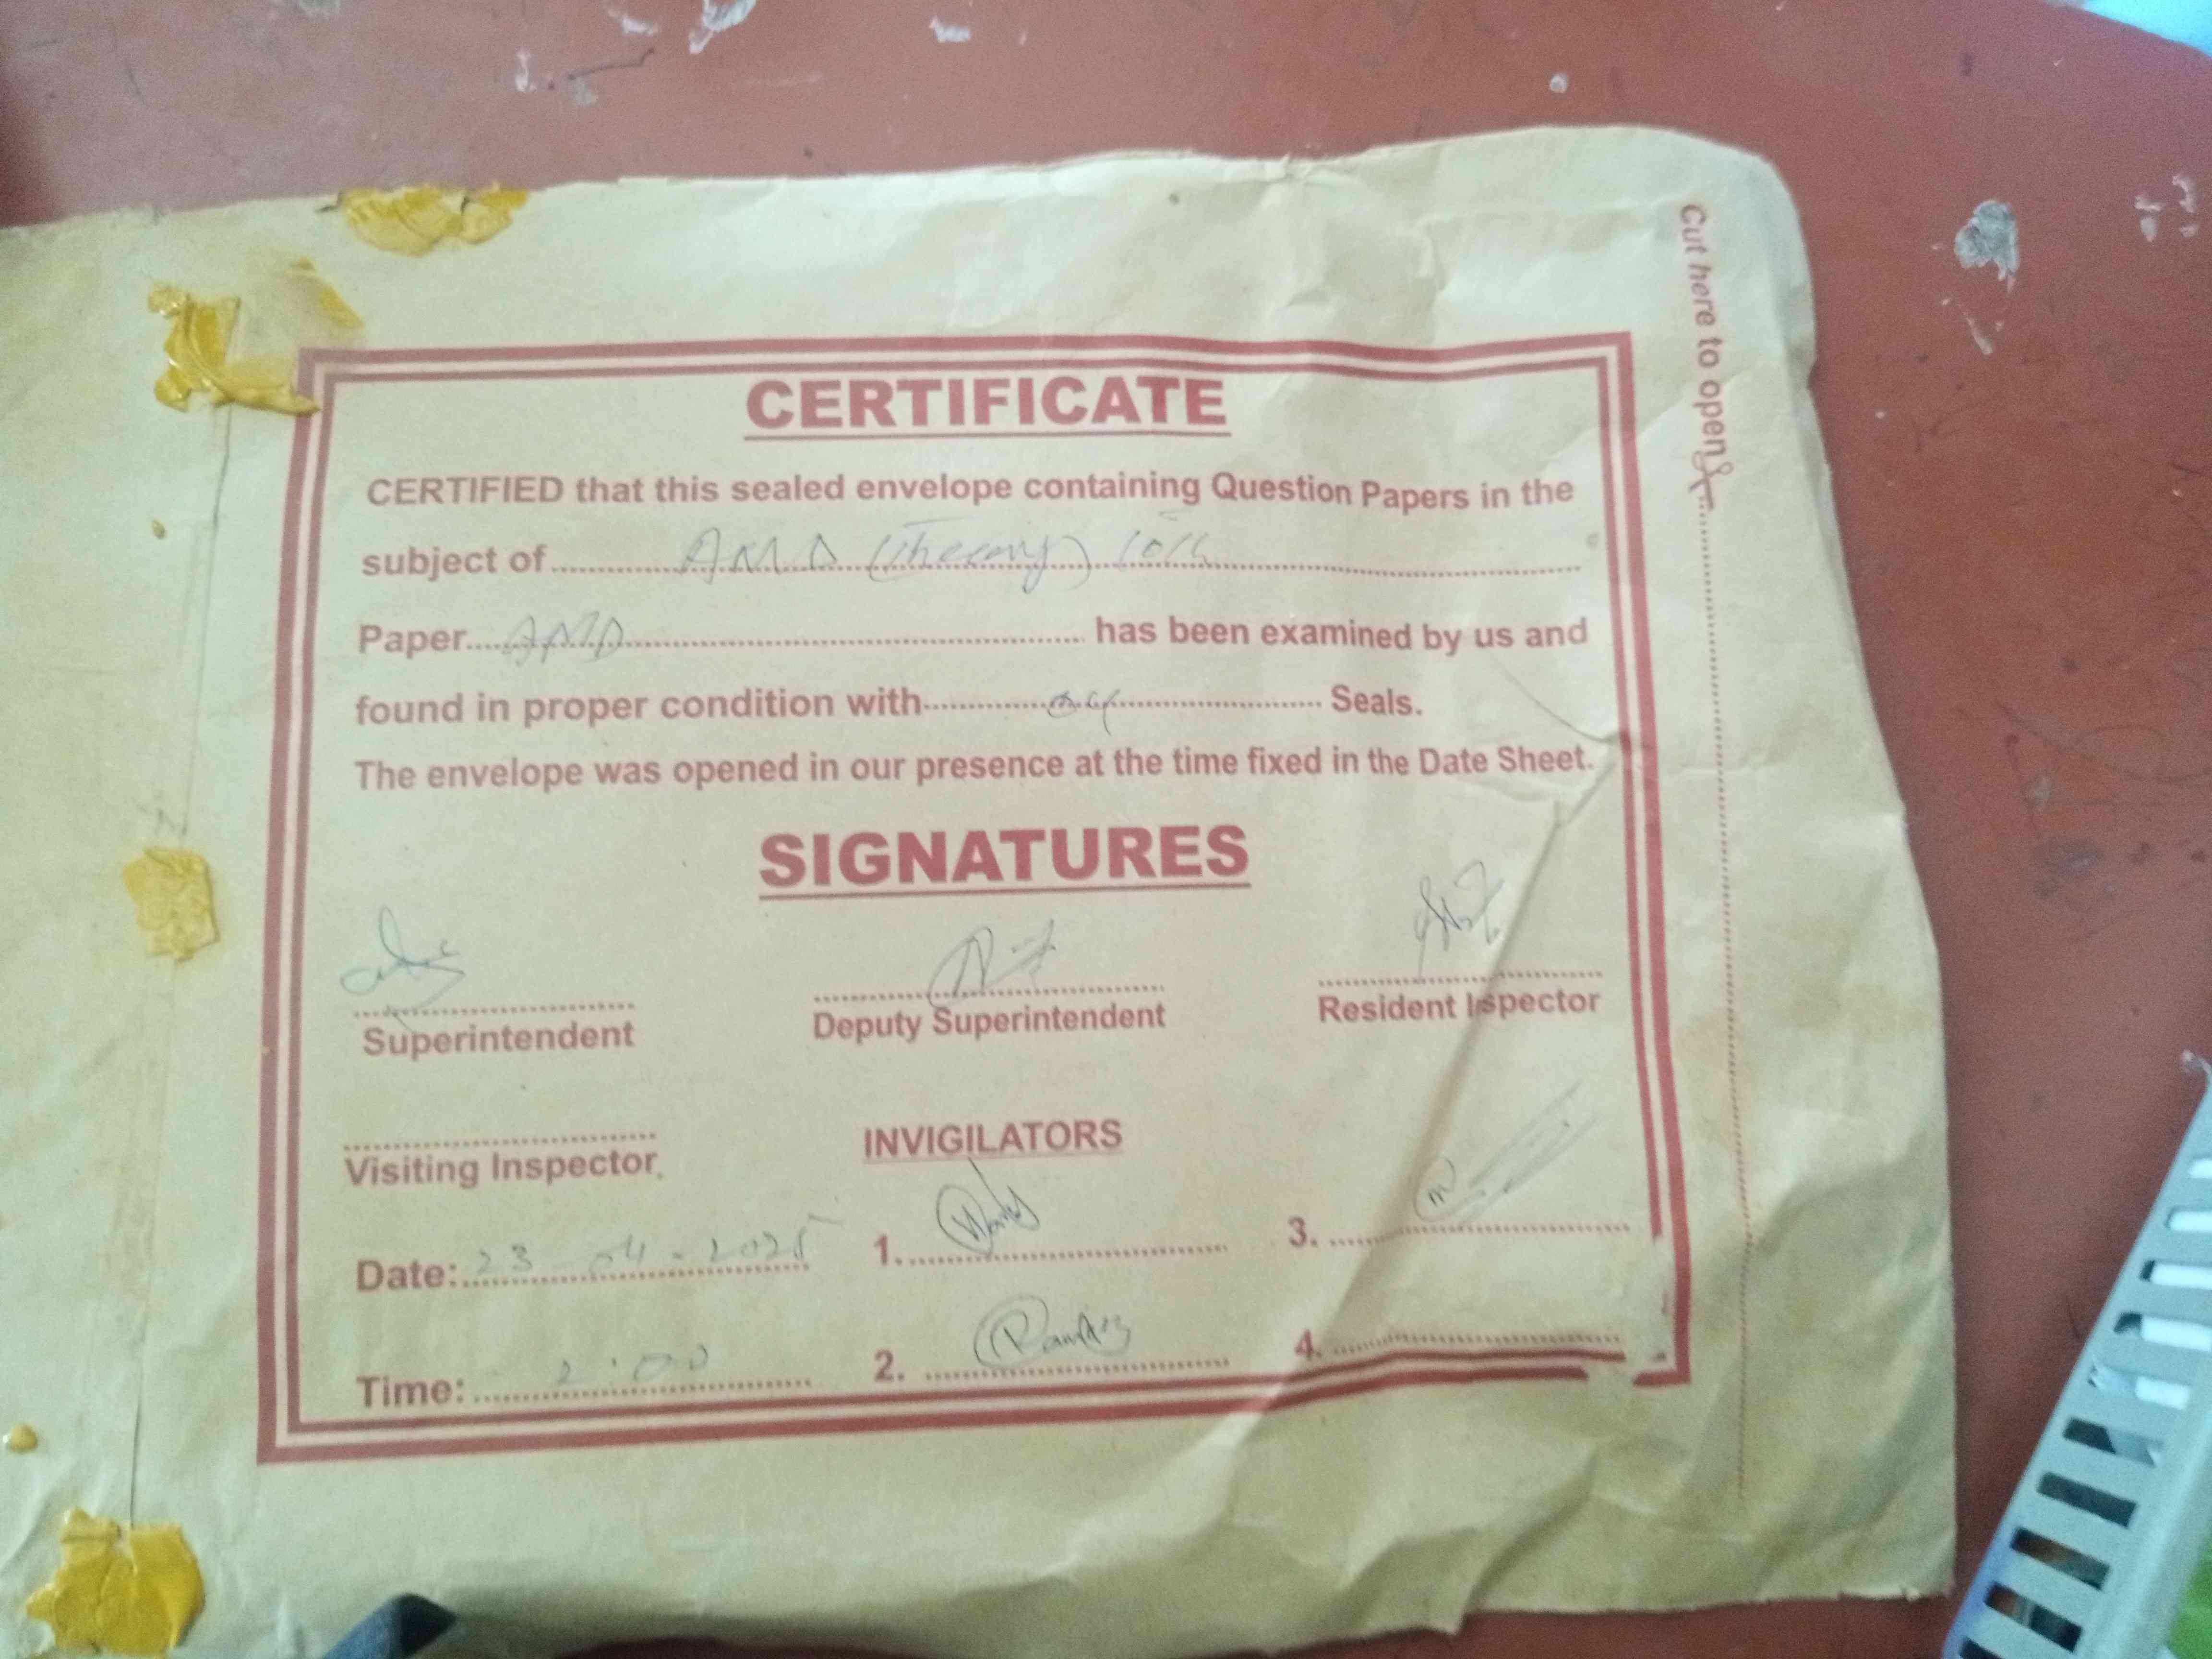 Cut here to open
CERTIFICATE
CERTIFIED that this sealed envelope containing Question Papers in the
subject of AMD (Theory) 10th
Paper AMD has been examined by us and
found in proper condition with 04 Seals.
The envelope was opened in our presence at the time fixed in the Date Sheet.
SIGNATURES
Superintendent Deputy Superintendent Resident Ispector
Visiting Inspector. INVIGILATORS
Date: 23-04-2025 1. 3.
Time: 2:00 2. 4.